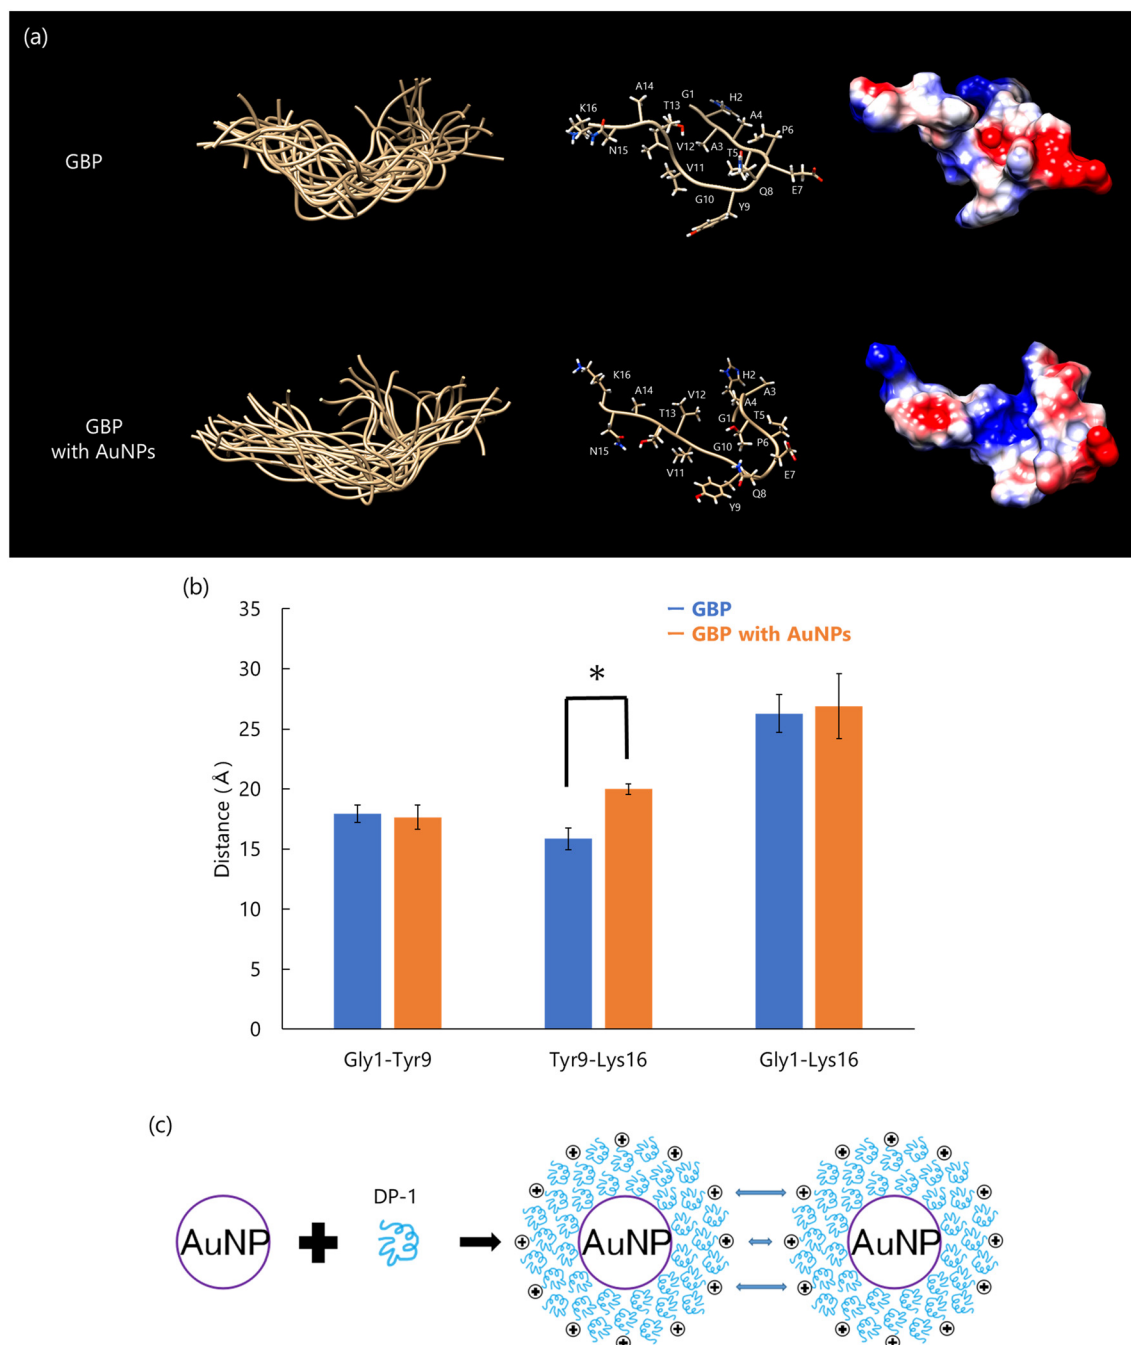 (a)
GBP
A14
G1
H2
K16
T13
A4
P6
N15
V12
A3
T5
V11
E7
Q8
G10
Y9
GBP
with AuNPs
K16
H2
A3
A14
V12
A4
T13
G1
T5
N15
G10
P6
V11
E7
Q8
Y9
(b)
35
GBP
30
GBP with AuNPs
*
25
20
Distance (Å)
15
10
5
0
Gly1-Tyr9
Tyr9-Lys16
Gly1-Lys16
(c)
DP-1
AuNP
AuNP
AuNP